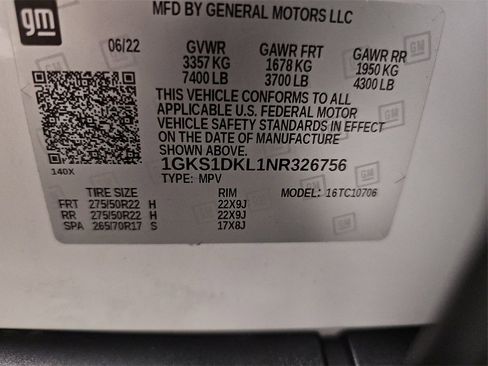 gm
MFD BY GENERAL MOTORS LLC
06/22 GVWR GAWR FRT GAWR RR
3357 KG 1678 KG 1950 KG
7400 LB 3700 LB 4300 LB
THIS VEHICLE CONFORMS TO ALL
APPLICABLE U.S. FEDERAL MOTOR
VEHICLE SAFETY STANDARDS IN EFFECT
ON THE DATE OF MANUFACTURE
SHOWN ABOVE.
140X
1GKS1DKL1NR326756
TYPE: MPV MODEL: 16TC10706
TIRE SIZE RIM
FRT 275/50R22 H 22X9J
RR 275/50R22 H 22X9J
SPA 265/70R17 S 17X8J